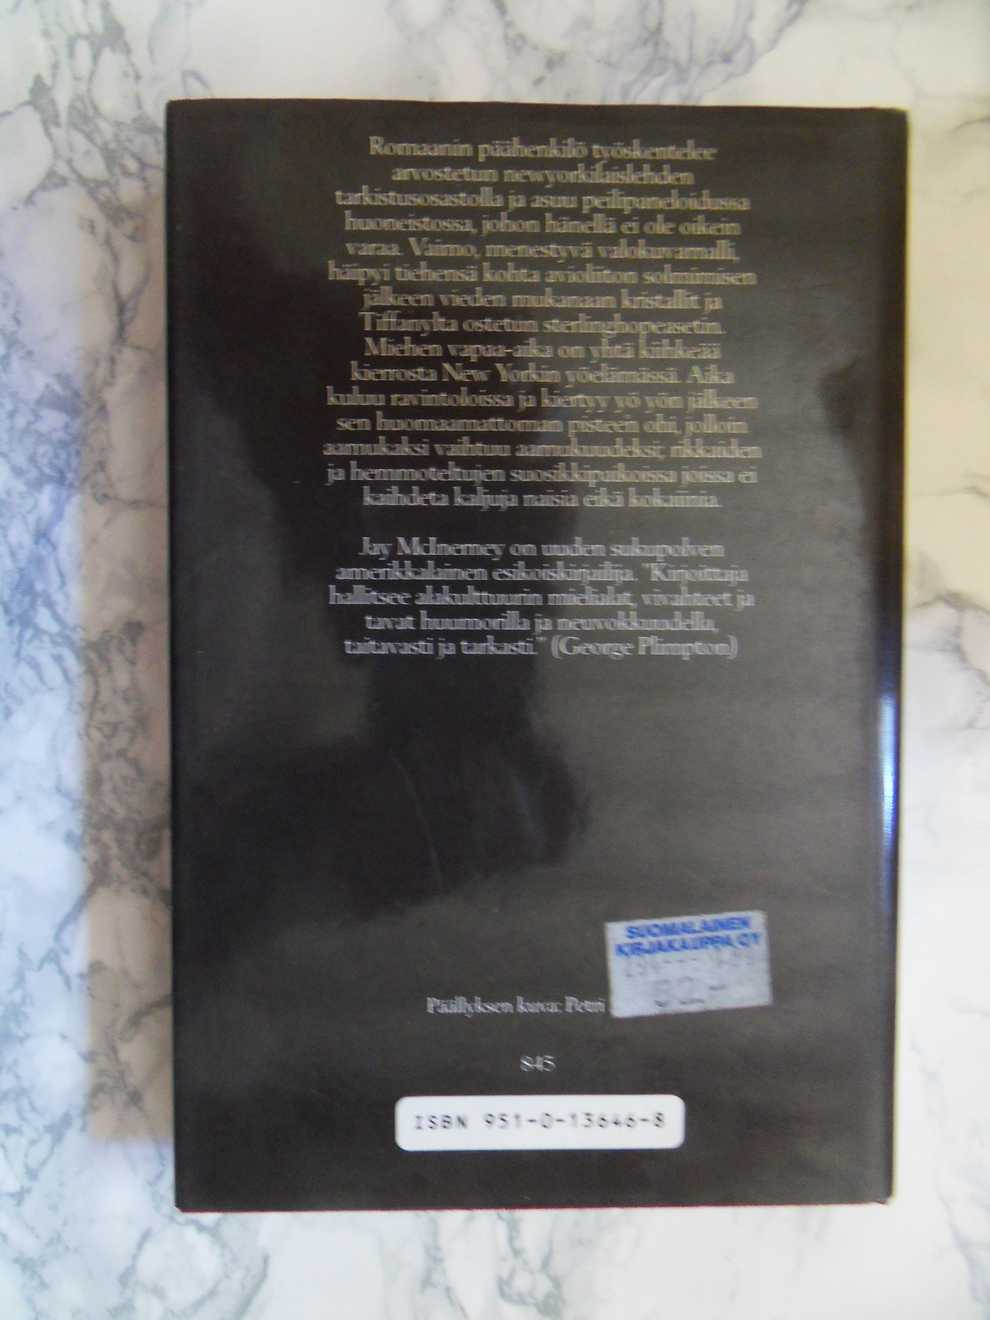 Romaanin päähenkilö työskentelee
arvostetun newyorkilaislehden
tarkistusosastolla ja asuu peilipaneloidussa
huoneistossa, johon hänellä ei ole oikein
varaa. Vaimo, menestyvä valokuvamalli,
häipyi tiehensä kohta avioliiton solmimisen
jälkeen vieden mukanaan kristallit ja
Tiffanylta ostetun sterlinghopeasetin.
Miehen vapaa-aika on yhtä kiihkeää
kierrosta New Yorkin yöelämässä. Aika
kuluu ravintoloissa ja kiertyy yö yön jälkeen
sen huomaamattoman pisteen ohi, jolloin
aamukaksi vaihtuu aamukuudeksi; rikkaiden
ja hemmoteltujen suosikkipaikoissa joissa ei
kaihdeta kaljuja naisia eikä kokaiinia.
Jay McInerney on uuden sukupolven
amerikkalainen esikoiskirjailija. "Kirjoittaja
hallitsee alakulttuurin mielialat, vivahteet ja
tavat huumorilla ja neuvokkuudella,
taitavasti ja tarkasti." (George Plimpton)
SUOMALAINEN
KIRJAKAUPPA OY
92,-
Päällyksen kuva: Petri
845
ISBN 951-0-13646-8